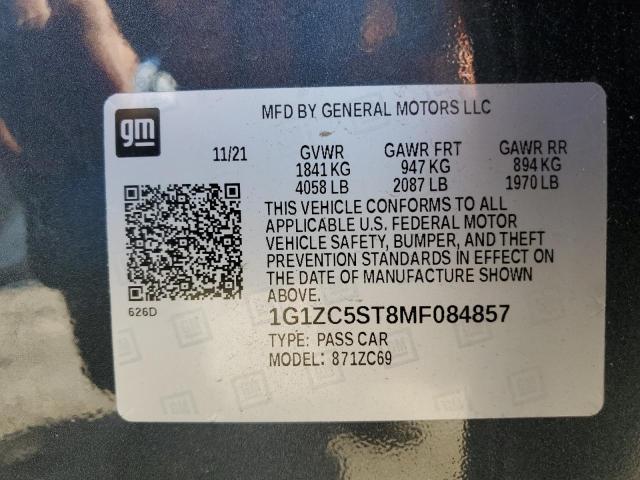 gm
MFD BY GENERAL MOTORS LLC
11/21 GVWR GAWR FRT GAWR RR
1841 KG 947 KG 894 KG
4058 LB 2087 LB 1970 LB
THIS VEHICLE CONFORMS TO ALL
APPLICABLE U.S. FEDERAL MOTOR
VEHICLE SAFETY, BUMPER, AND THEFT
PREVENTION STANDARDS IN EFFECT ON
THE DATE OF MANUFACTURE SHOWN
ABOVE.
626D
1G1ZC5ST8MF084857
TYPE: PASS CAR
MODEL: 871ZC69